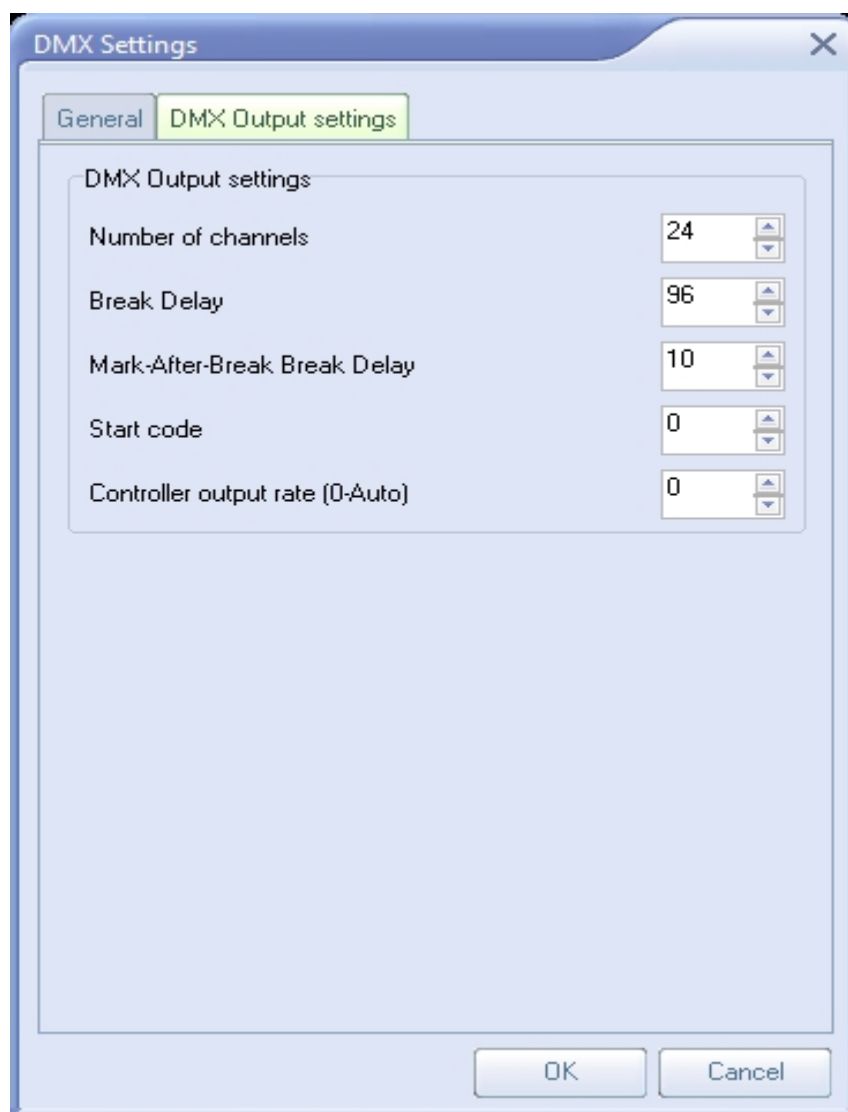 DMX Settings
General DMX Output settings
DMX Output settings
Number of channels 24
Break Delay 96
Mark-After-Break Break Delay 10
Start code 0
Controller output rate (0-Auto) 0
OK Cancel